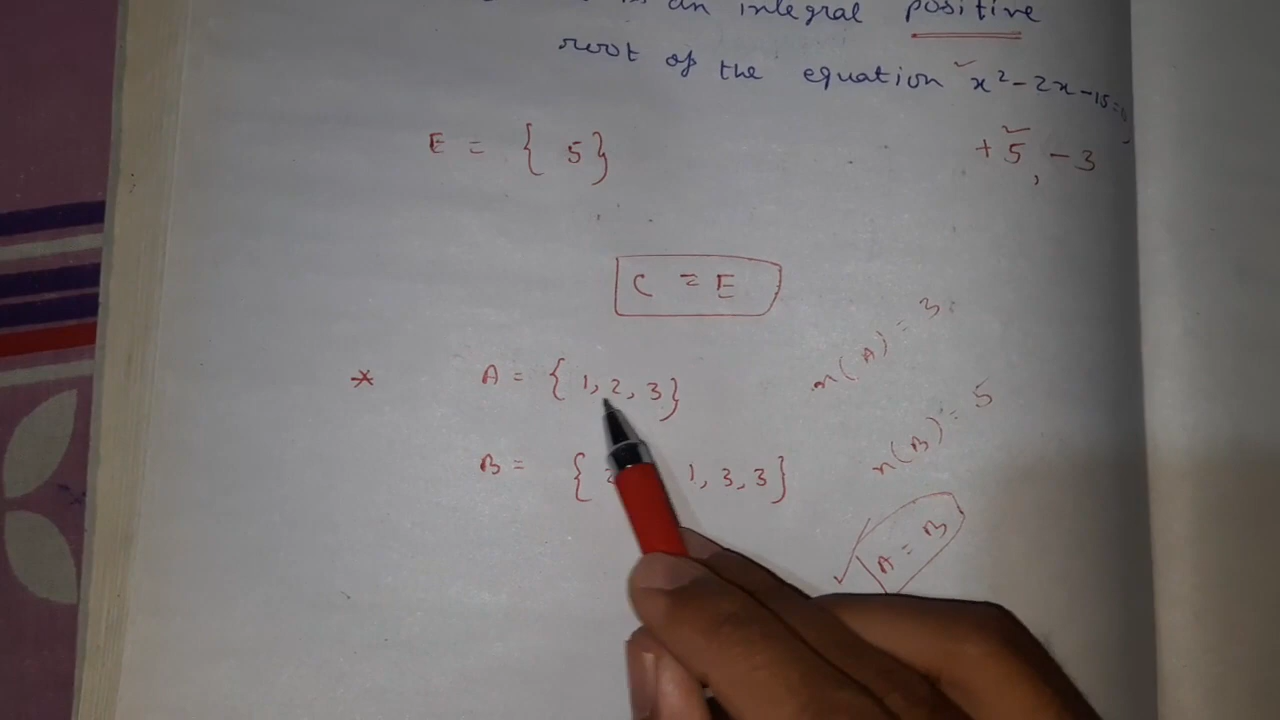 is an integral positive
root of the equation x² - 2x - 15 = 0,
E = { 5}
+5, -3
C = E
* A = { 1, 2, 3}
n(A) = 3.
B = { 1, 3, 3}
n(B) = 5
A = B